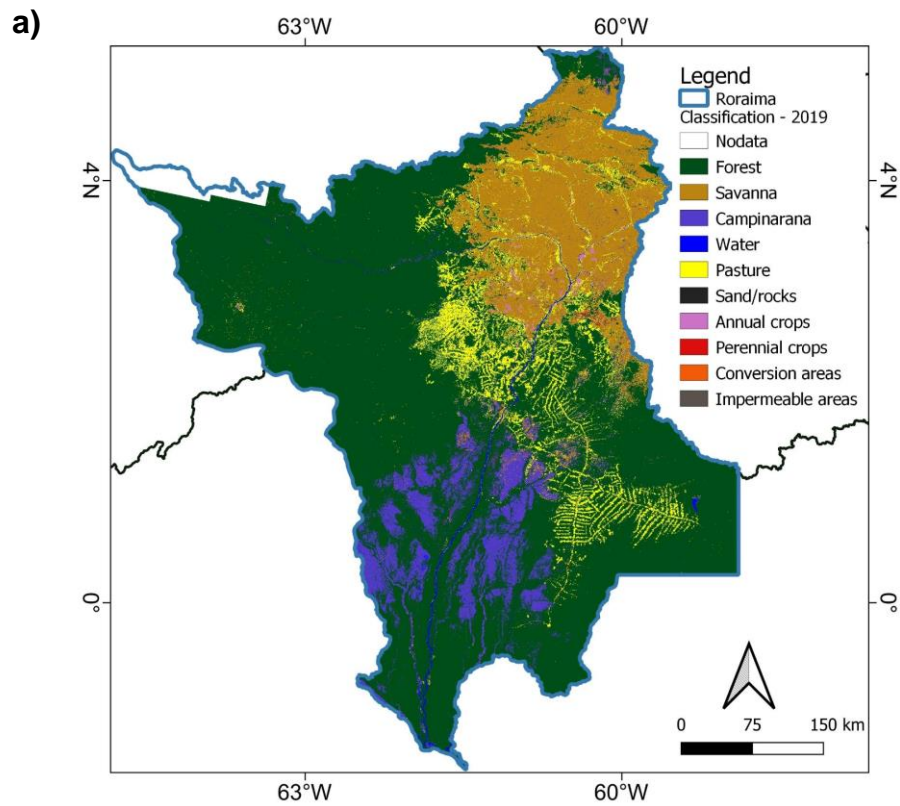 a)
63°W 60°W
Legend
Roraima
Classification - 2019
Nodata
Forest
Savanna
Campinarana
Water
Pasture
Sand/rocks
Annual crops
Perennial crops
Conversion areas
Impermeable areas
4°N 4°N
0° 0°
0 75 150 km
63°W 60°W